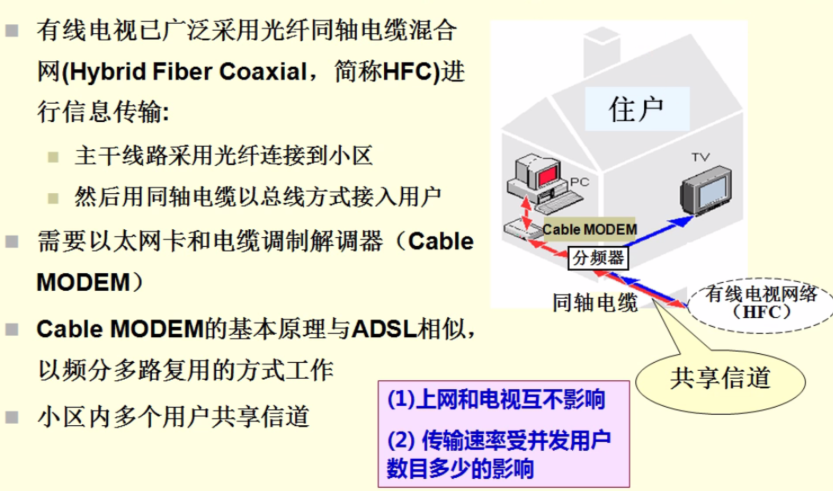 有线电视已广泛采用光纤同轴电缆混合
网(Hybrid Fiber Coaxial，简称HFC)进
行信息传输:
主干线路采用光纤连接到小区
然后用同轴电缆以总线方式接入用户
需要以太网卡和电缆调制解调器（Cable
MODEM）
Cable MODEM的基本原理与ADSL相似，
以频分多路复用的方式工作
小区内多个用户共享信道
住户
TV
PC
Cable MODEM
分频器
同轴电缆
有线电视网络
（HFC）
共享信道
(1)上网和电视互不影响
(2) 传输速率受并发用户
数目多少的影响